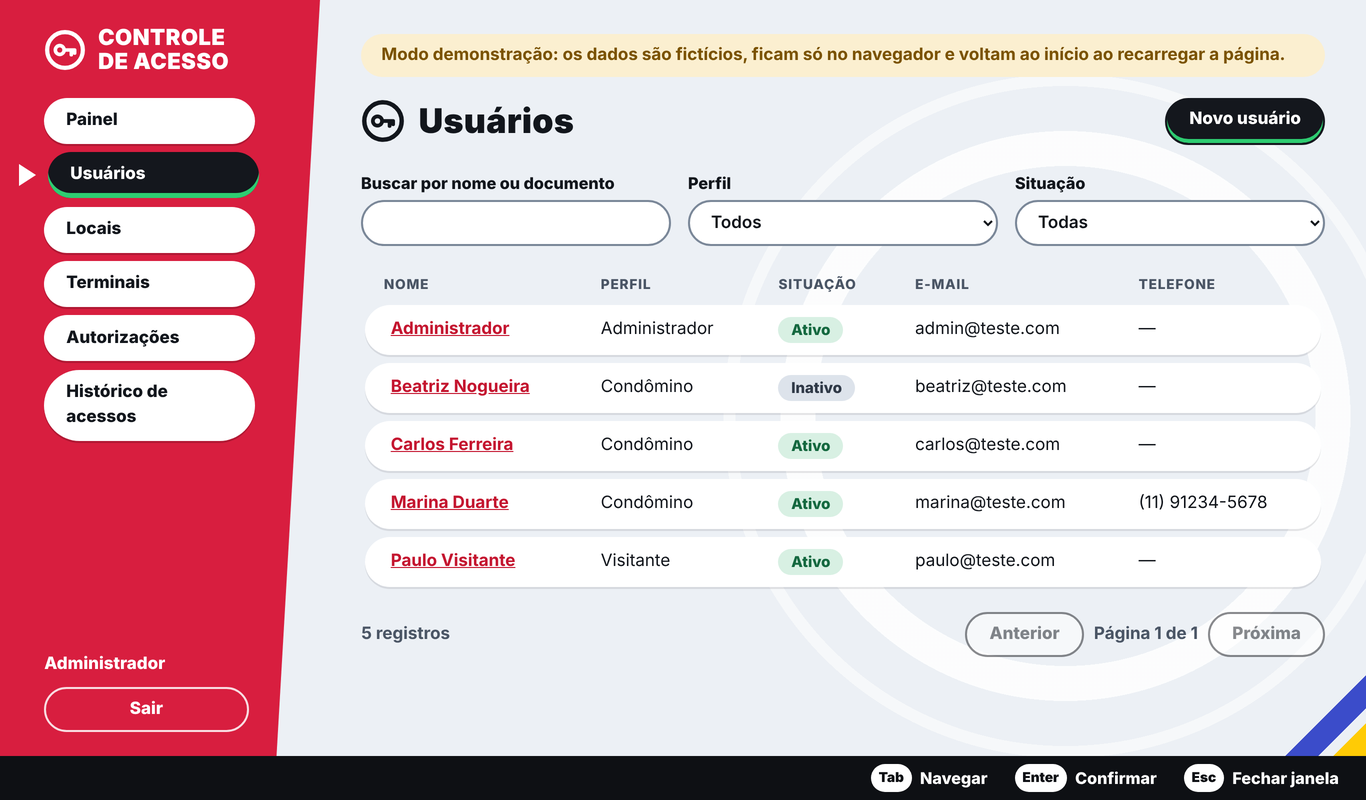 CONTROLE
DE ACESSO
Painel
Usuários
Locais
Terminais
Autorizações
Histórico de
acessos
Administrador
Sair
Modo demonstração: os dados são fictícios, ficam só no navegador e voltam ao início ao recarregar a página.
Usuários
Novo usuário
Buscar por nome ou documento Perfil Situação
Todos Todas
NOME PERFIL SITUAÇÃO E-MAIL TELEFONE
Administrador Administrador Ativo admin@teste.com —
Beatriz Nogueira Condômino Inativo beatriz@teste.com —
Carlos Ferreira Condômino Ativo carlos@teste.com —
Marina Duarte Condômino Ativo marina@teste.com (11) 91234-5678
Paulo Visitante Visitante Ativo paulo@teste.com —
5 registros Anterior Página 1 de 1 Próxima
Tab Navegar Enter Confirmar Esc Fechar janela